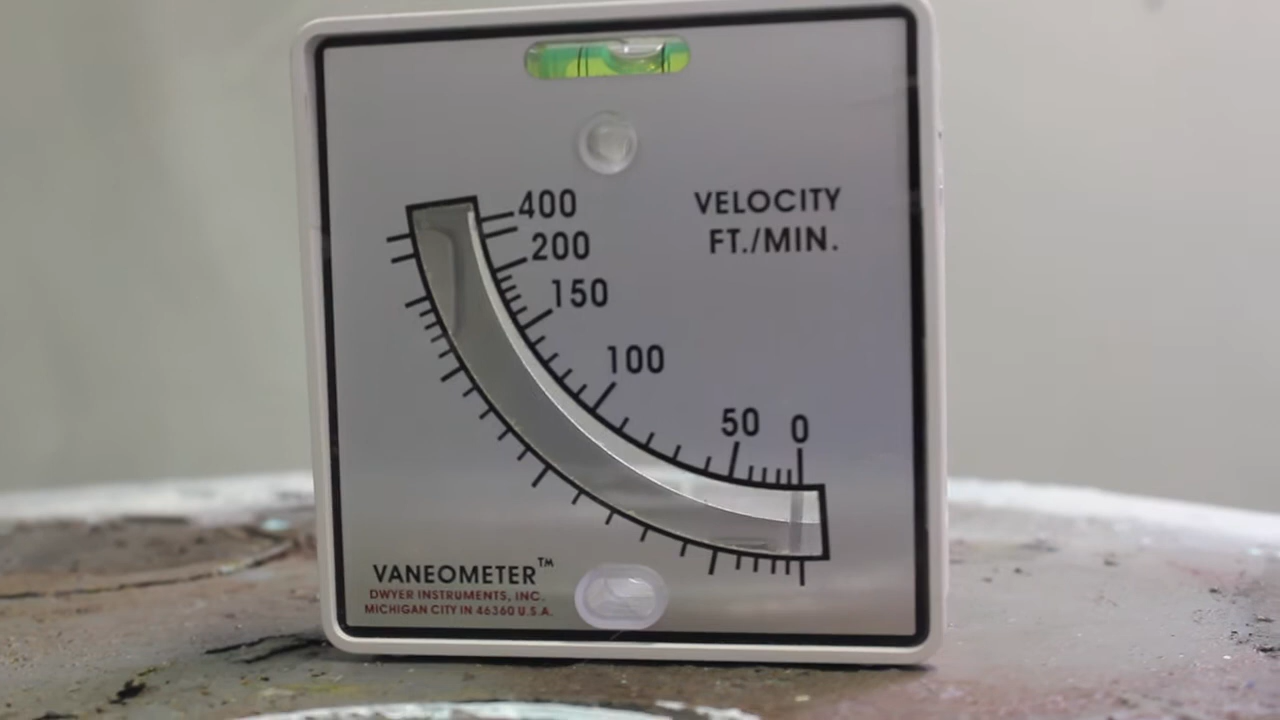 400
200
150
100
50
0
VELOCITY
FT./MIN.
VANEOMETER™
DWYER INSTRUMENTS, INC.
MICHIGAN CITY IN 46360 U.S.A.